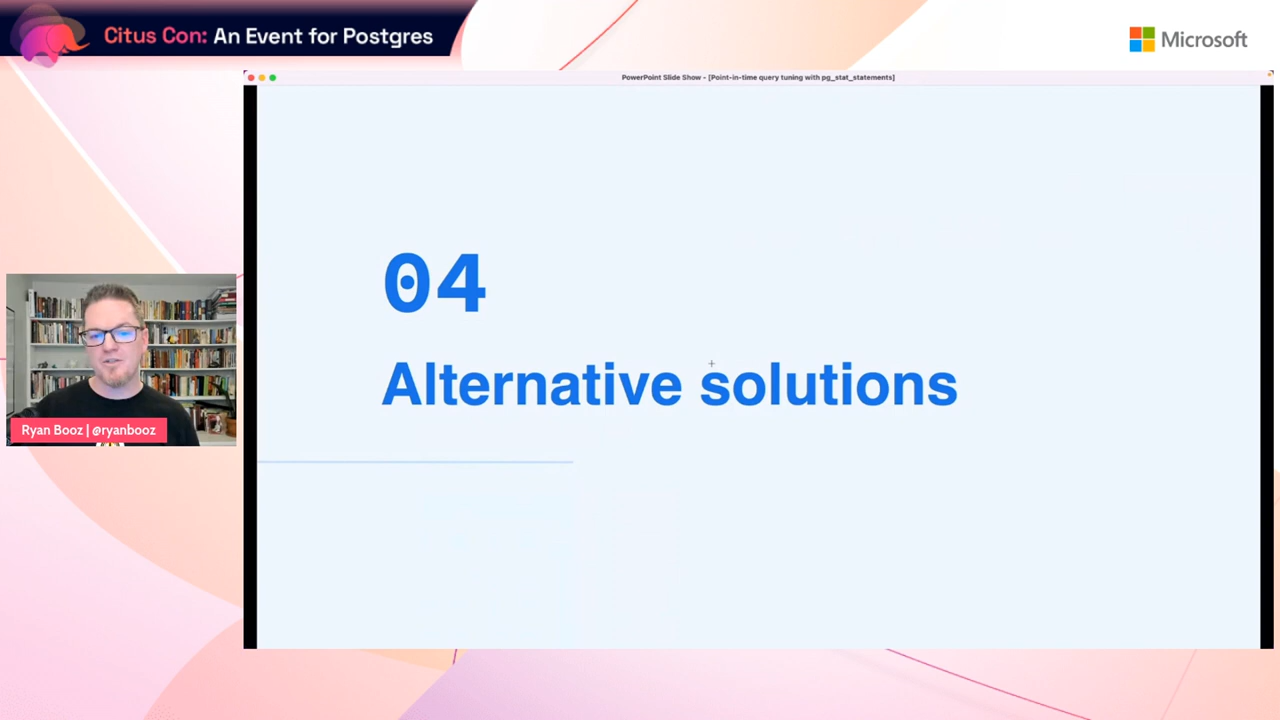 Citus Con: An Event for Postgres
Microsoft
PowerPoint Slide Show - [Point-in-time query tuning with pg_stat_statements]
04
Alternative solutions
Ryan Booz | @ryanbooz